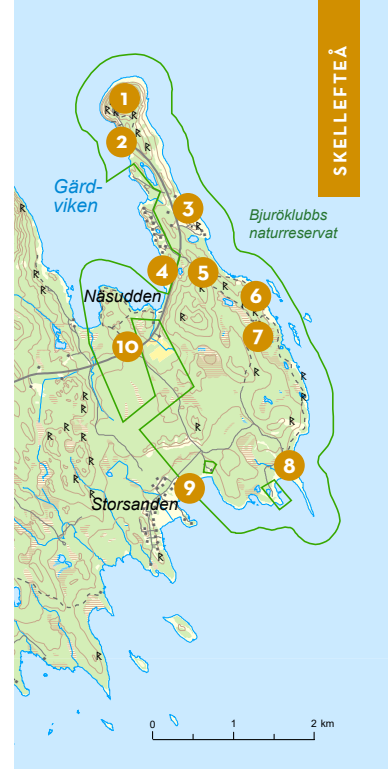 SKELLEFTEÅ
1
2
Gärd-
viken
3
Bjuröklubbs
naturreservat
4
5
Näsudden
6
7
10
8
9
Storsanden
0 1 2 km
R R R R R R R R R R R R R R R R R R R R R R R R